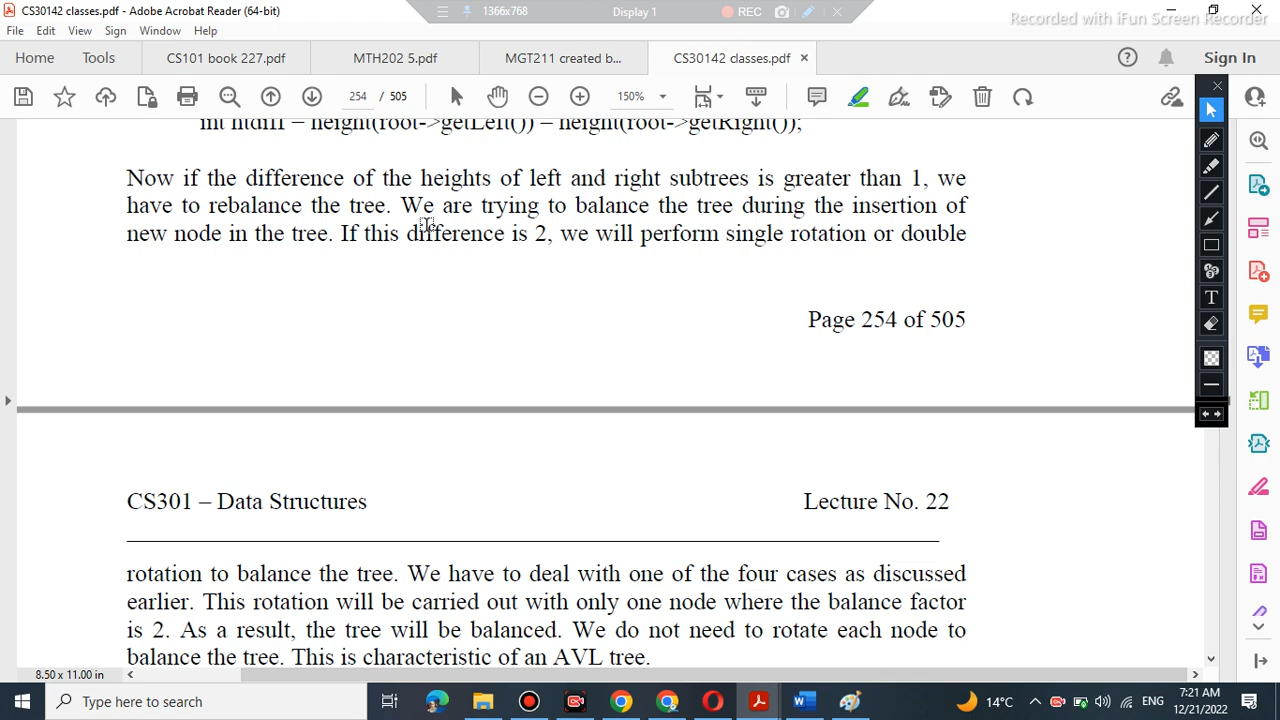 CS30142 classes.pdf - Adobe Acrobat Reader (64-bit)
1366x768
Display 1
REC
Recorded with iFun Screen Recorder
File Edit View Sign Window Help
Home Tools CS101 book 227.pdf MTH202 5.pdf MGT211 created b... CS30142 classes.pdf × Sign In
254 / 505 150%
int htdiff = height(root->getLeft()) – height(root->getRight());
Now if the difference of the heights of left and right subtrees is greater than 1, we
have to rebalance the tree. We are trying to balance the tree during the insertion of
new node in the tree. If this difference is 2, we will perform single rotation or double
Page 254 of 505
CS301 – Data Structures Lecture No. 22
rotation to balance the tree. We have to deal with one of the four cases as discussed
earlier. This rotation will be carried out with only one node where the balance factor
is 2. As a result, the tree will be balanced. We do not need to rotate each node to
balance the tree. This is characteristic of an AVL tree.
8.50 x 11.00 in
Type here to search
14°C
ENG
7:21 AM
12/21/2022